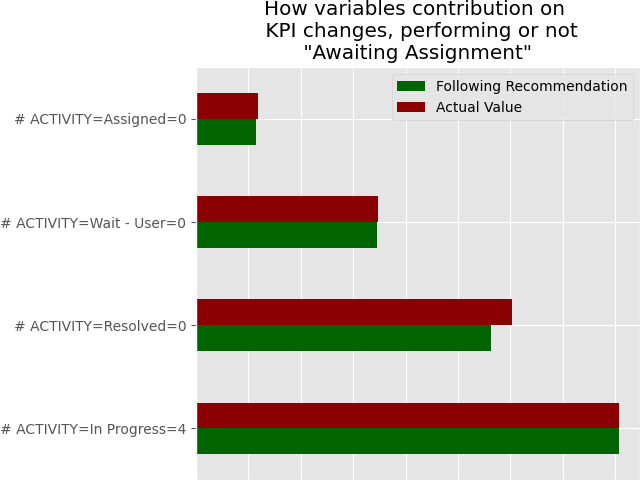 How variables contribution on
KPI changes, performing or not
"Awaiting Assignment"
Following Recommendation
Actual Value
# ACTIVITY=Assigned=0
# ACTIVITY=Wait - User=0
# ACTIVITY=Resolved=0
# ACTIVITY=In Progress=4